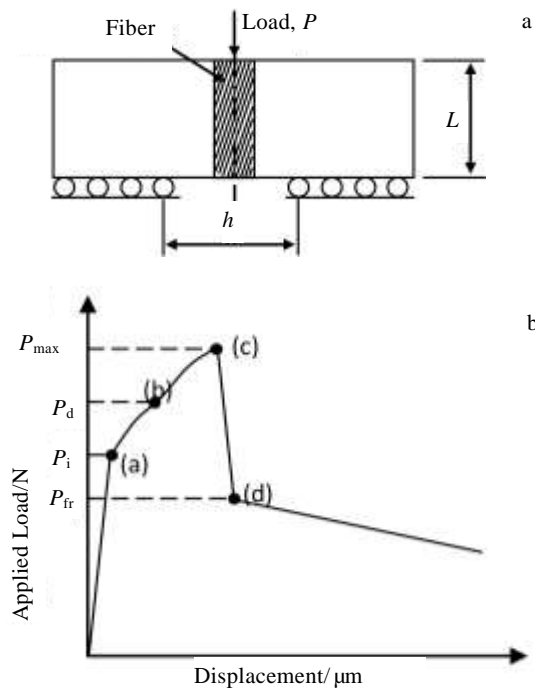 a
Fiber
Load, P
L
h
b
P_max
(c)
P_d
(b)
P_i
(a)
P_fr
(d)
Applied Load/N
Displacement/ μm